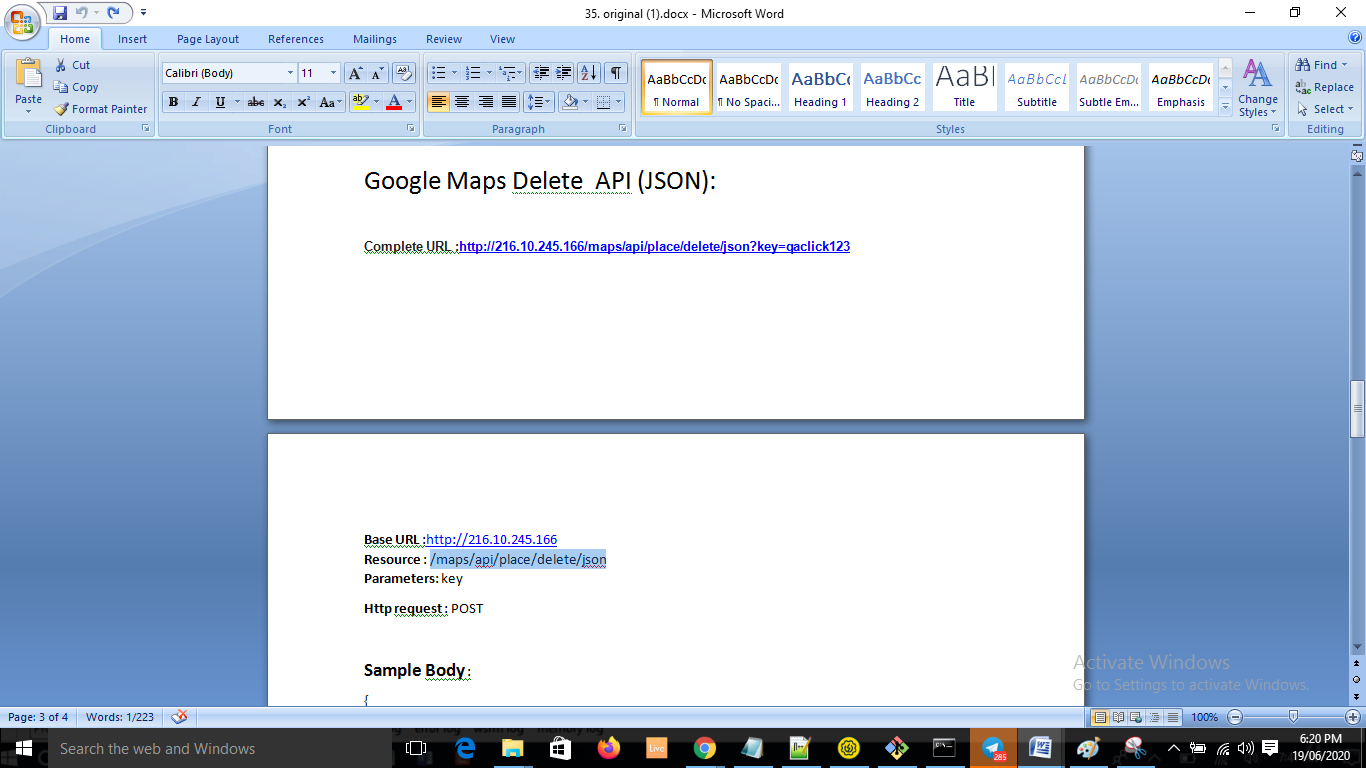 35. original (1).docx - Microsoft Word
Home Insert Page Layout References Mailings Review View
Paste
Cut
Copy
Format Painter
Clipboard
Calibri (Body) 11
B I U abc x₂ x² Aa
Font
Paragraph
AaBbCcDc AaBbCcDc AaBbCc AaBbCc AaBl AaBbCcL AaBbCcDc AaBbCcDc
¶ Normal ¶ No Spaci... Heading 1 Heading 2 Title Subtitle Subtle Em... Emphasis
Change Styles
Styles
Find
Replace
Select
Editing
Google Maps Delete API (JSON):
Complete URL :http://216.10.245.166/maps/api/place/delete/json?key=qaclick123
Base URL :http://216.10.245.166
Resource : /maps/api/place/delete/json
Parameters: key
Http request : POST
Sample Body :
{
Activate Windows
Go to Settings to activate Windows.
Page: 3 of 4 Words: 1/223 100%
Search the web and Windows
Live
285
6:20 PM
19/06/2020